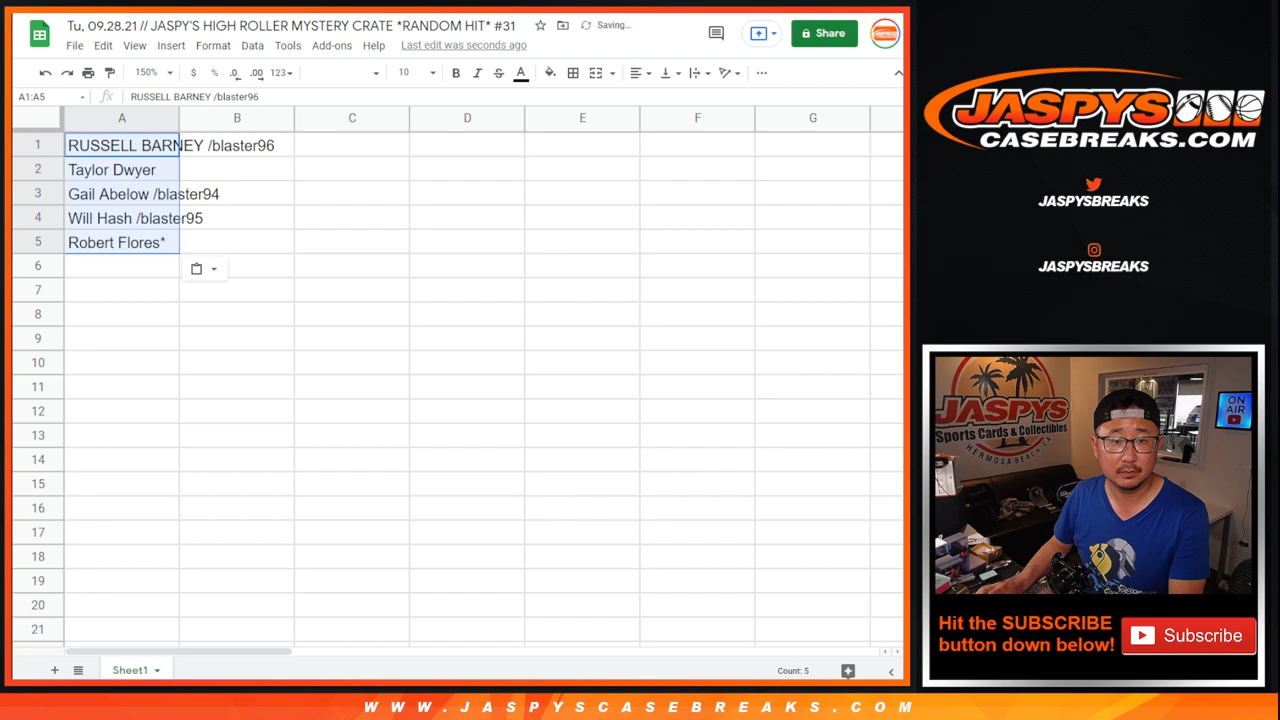 Tu, 09.28.21 // JASPY'S HIGH ROLLER MYSTERY CRATE *RANDOM HIT* #31
Saving...
File Edit View Insert Format Data Tools Add-ons Help Last edit was seconds ago
Share
150% $ % .0 .00 123 10 B I S A
A1:A5 fx RUSSELL BARNEY /blaster96
A B C D E F G
1 RUSSELL BARNEY /blaster96
2 Taylor Dwyer
3 Gail Abelow /blaster94
4 Will Hash /blaster95
5 Robert Flores*
6
7
8
9
10
11
12
13
14
15
16
17
18
19
20
21
Sheet1
Count: 5
JASPYS
CASEBREAKS.COM
JASPYSBREAKS
JASPYSBREAKS
JASPYS
Sports Cards & Collectibles
HERMOSA BEACH, CA
ON AIR
Hit the SUBSCRIBE
button down below!
Subscribe
WWW.JASPYSCASEBREAKS.COM